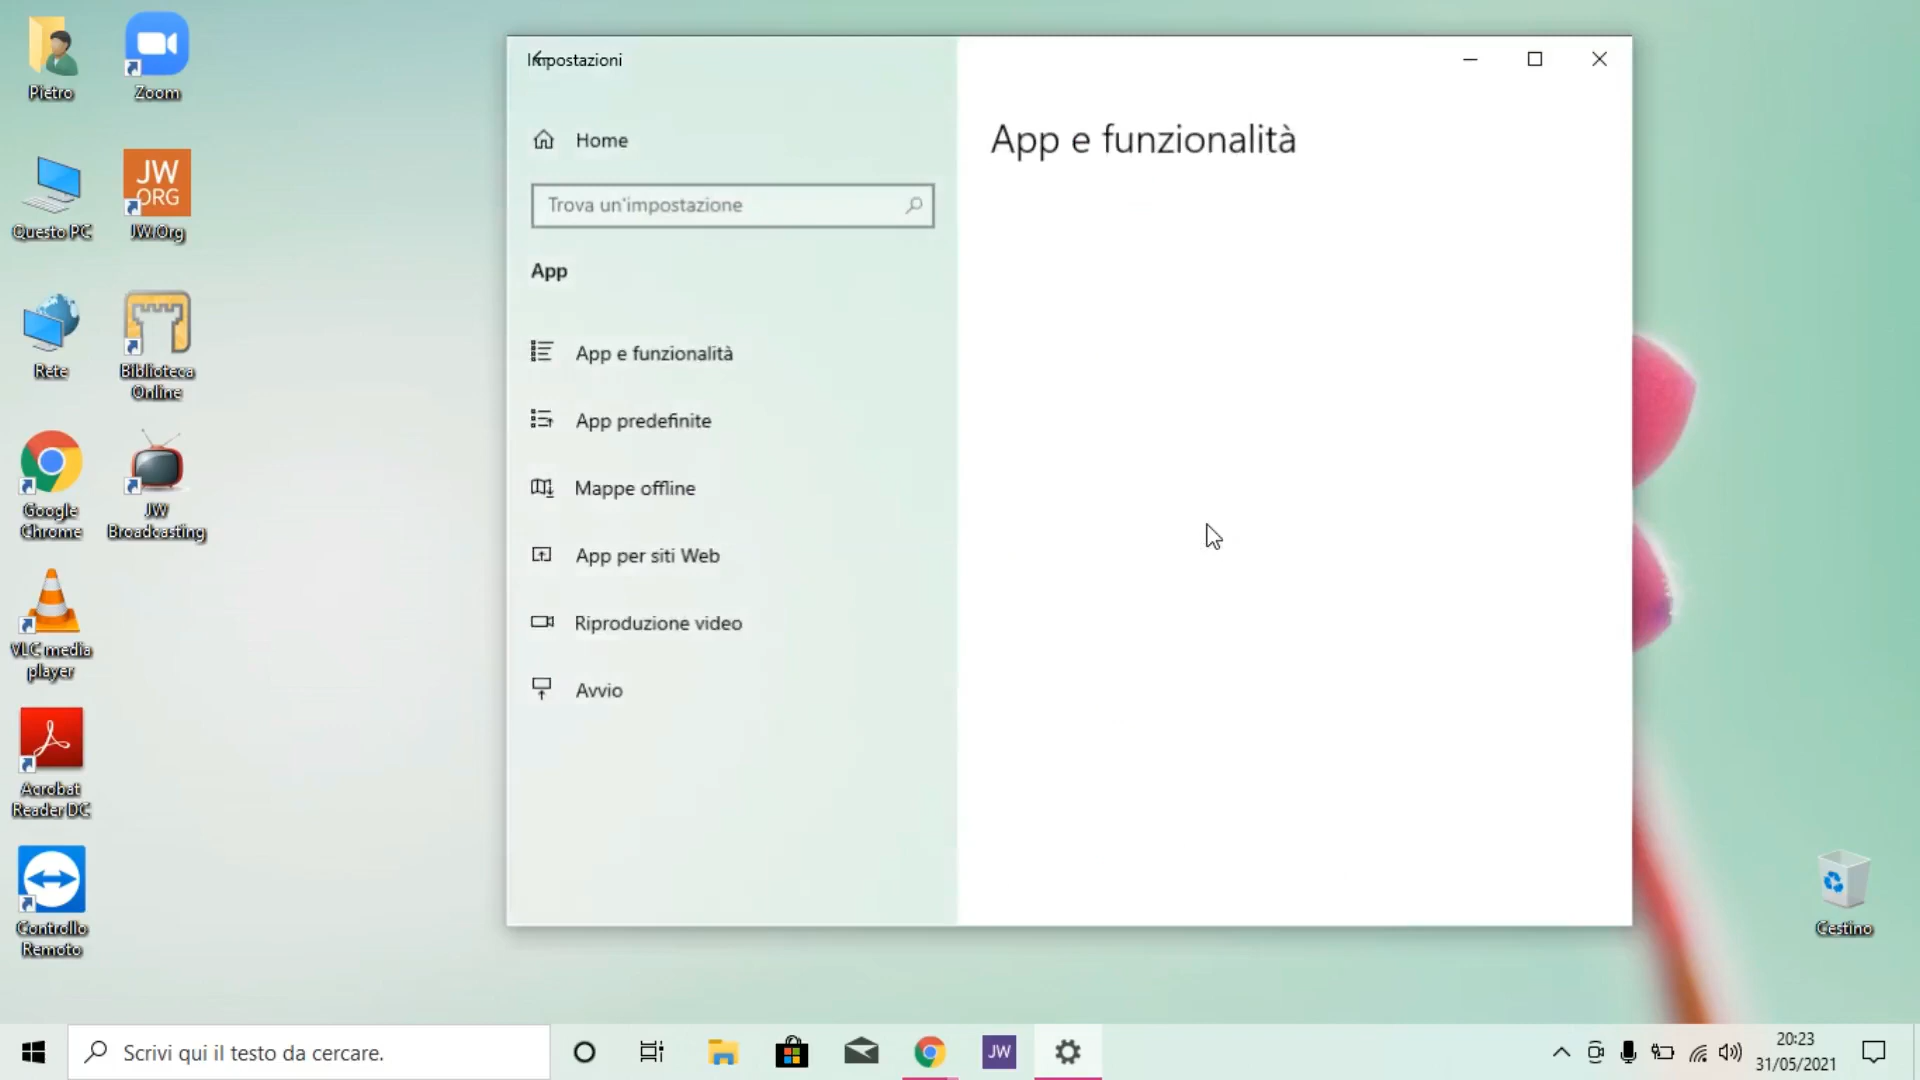 Pietro
Zoom
Questo PC
JW
.ORG
JW.Org
Rete
Biblioteca
Online
Google
Chrome
JW
Broadcasting
VLC media
player
Acrobat
Reader DC
Controllo
Remoto
Impostazioni
Home
Trova un'impostazione
App
App e funzionalità
App predefinite
Mappe offline
App per siti Web
Riproduzione video
Avvio
App e funzionalità
Cestino
Scrivi qui il testo da cercare.
JW
20:23
31/05/2021